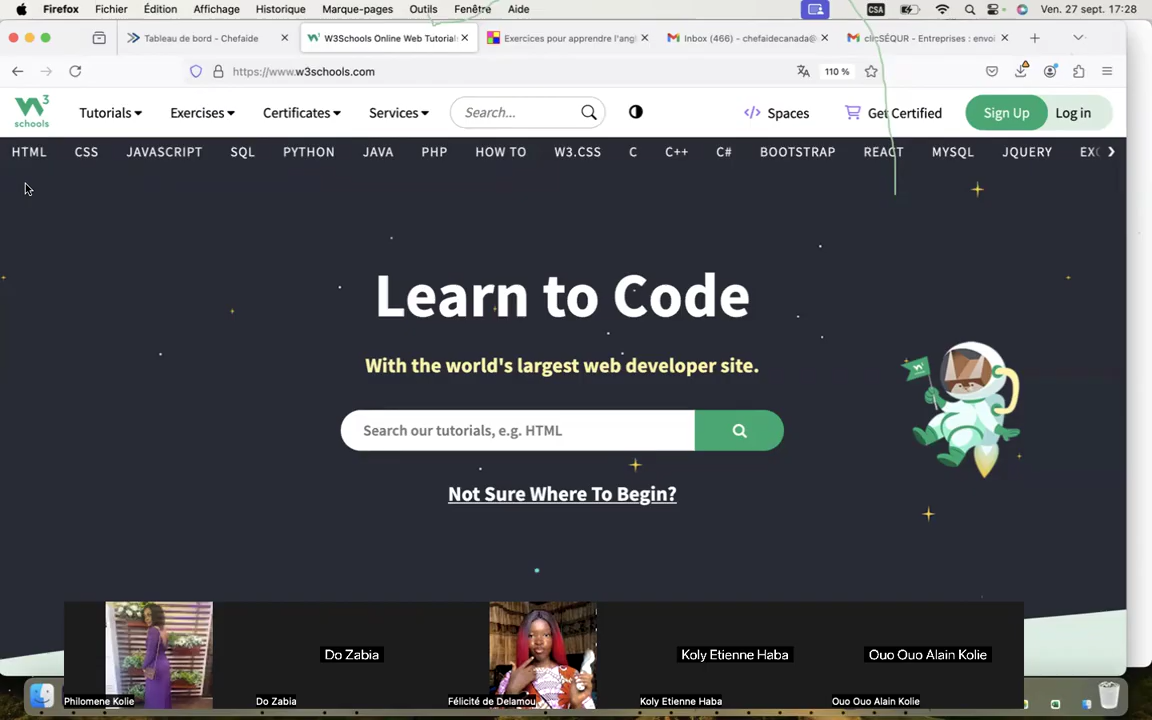 Firefox Fichier Édition Affichage Historique Marque-pages Outils Fenêtre Aide CSA Ven. 27 sept. 17:28
Tableau de bord - Chefaide W3Schools Online Web Tutorial Exercices pour apprendre l'angl Inbox (466) - chefaidecanada@ clicSÉQUR - Entreprises : envoi
https://www.w3schools.com 110 %
W3 schools Tutorials Exercises Certificates Services Search... Spaces Get Certified Sign Up Log in
HTML CSS JAVASCRIPT SQL PYTHON JAVA PHP HOW TO W3.CSS C C++ C# BOOTSTRAP REACT MYSQL JQUERY EXC
Learn to Code
With the world's largest web developer site.
Search our tutorials, e.g. HTML
Not Sure Where To Begin?
Do Zabia Koly Etienne Haba Ouo Ouo Alain Kolie
Philomene Kolie Do Zabia Félicité de Delamou Koly Etienne Haba Ouo Ouo Alain Kolie